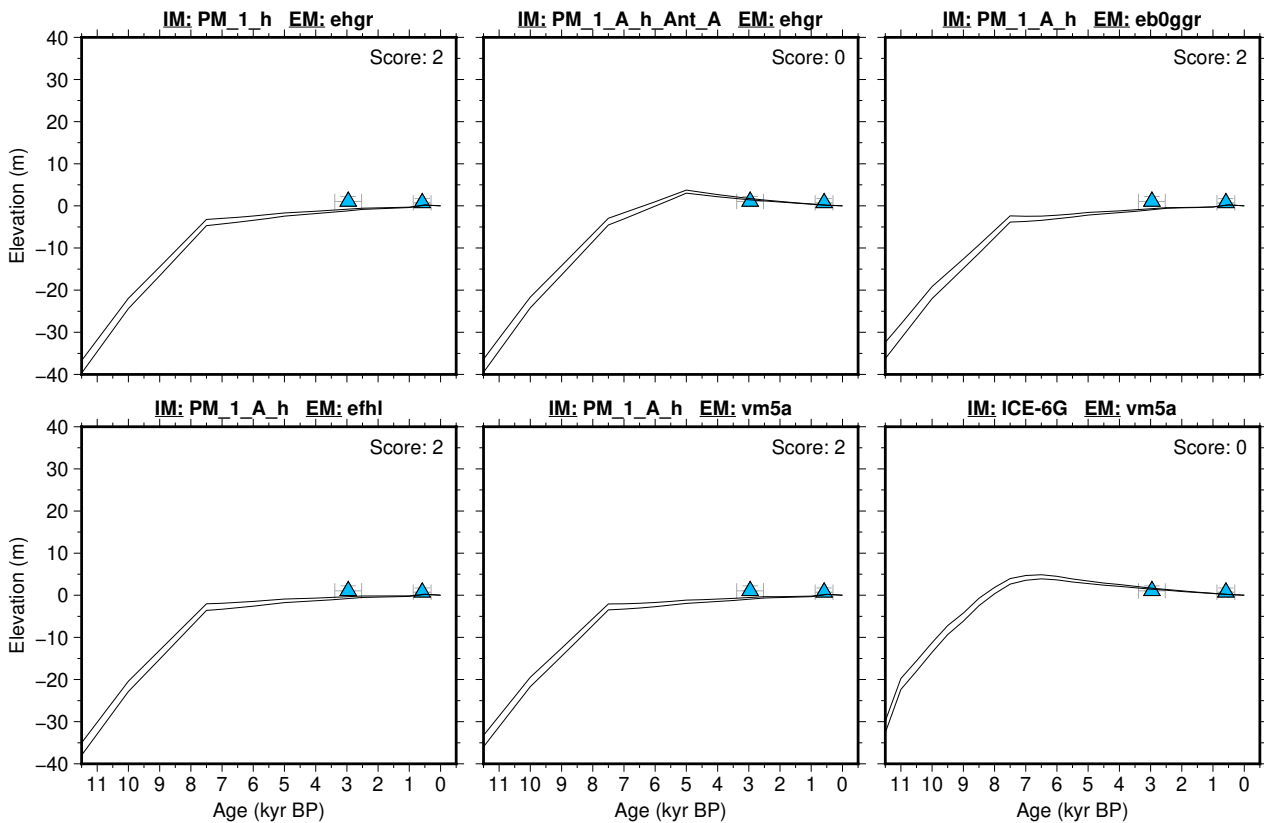 IM: PM_1_h EM: ehgr
IM: PM_1_A_h_Ant_A EM: ehgr
IM: PM_1_A_h EM: eb0ggr
Score: 2
Score: 0
Score: 2
40
30
20
10
0
−10
−20
−30
−40
Elevation (m)
IM: PM_1_A_h EM: efhl
IM: PM_1_A_h EM: vm5a
IM: ICE-6G EM: vm5a
Score: 2
Score: 2
Score: 0
40
30
20
10
0
−10
−20
−30
−40
Elevation (m)
11 10 9 8 7 6 5 4 3 2 1 0
11 10 9 8 7 6 5 4 3 2 1 0
11 10 9 8 7 6 5 4 3 2 1 0
Age (kyr BP)
Age (kyr BP)
Age (kyr BP)